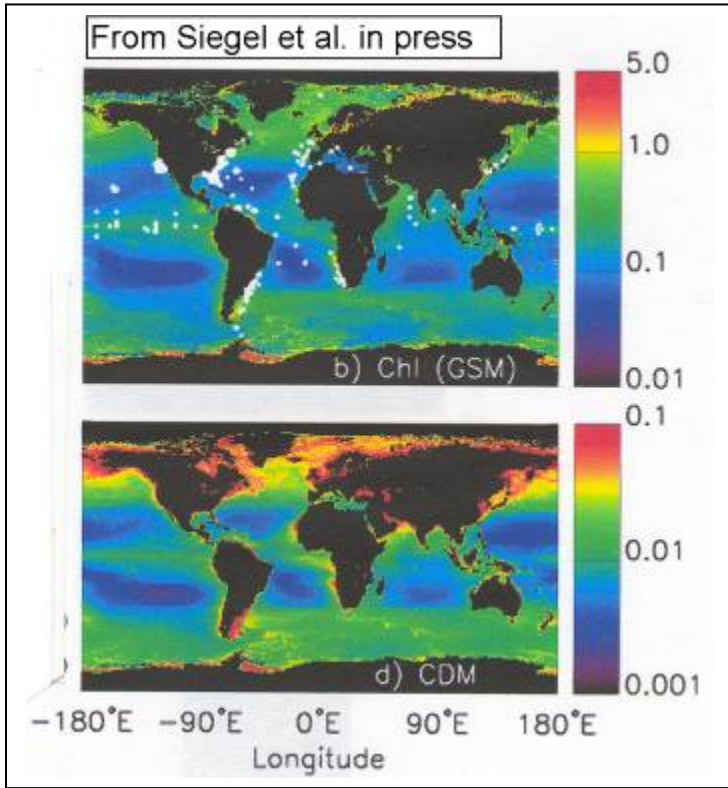 From Siegel et al. in press
5.0
1.0
0.1
b) Chl (GSM)
0.01
0.1
0.01
d) CDM
0.001
-180°E -90°E 0°E 90°E 180°E
Longitude